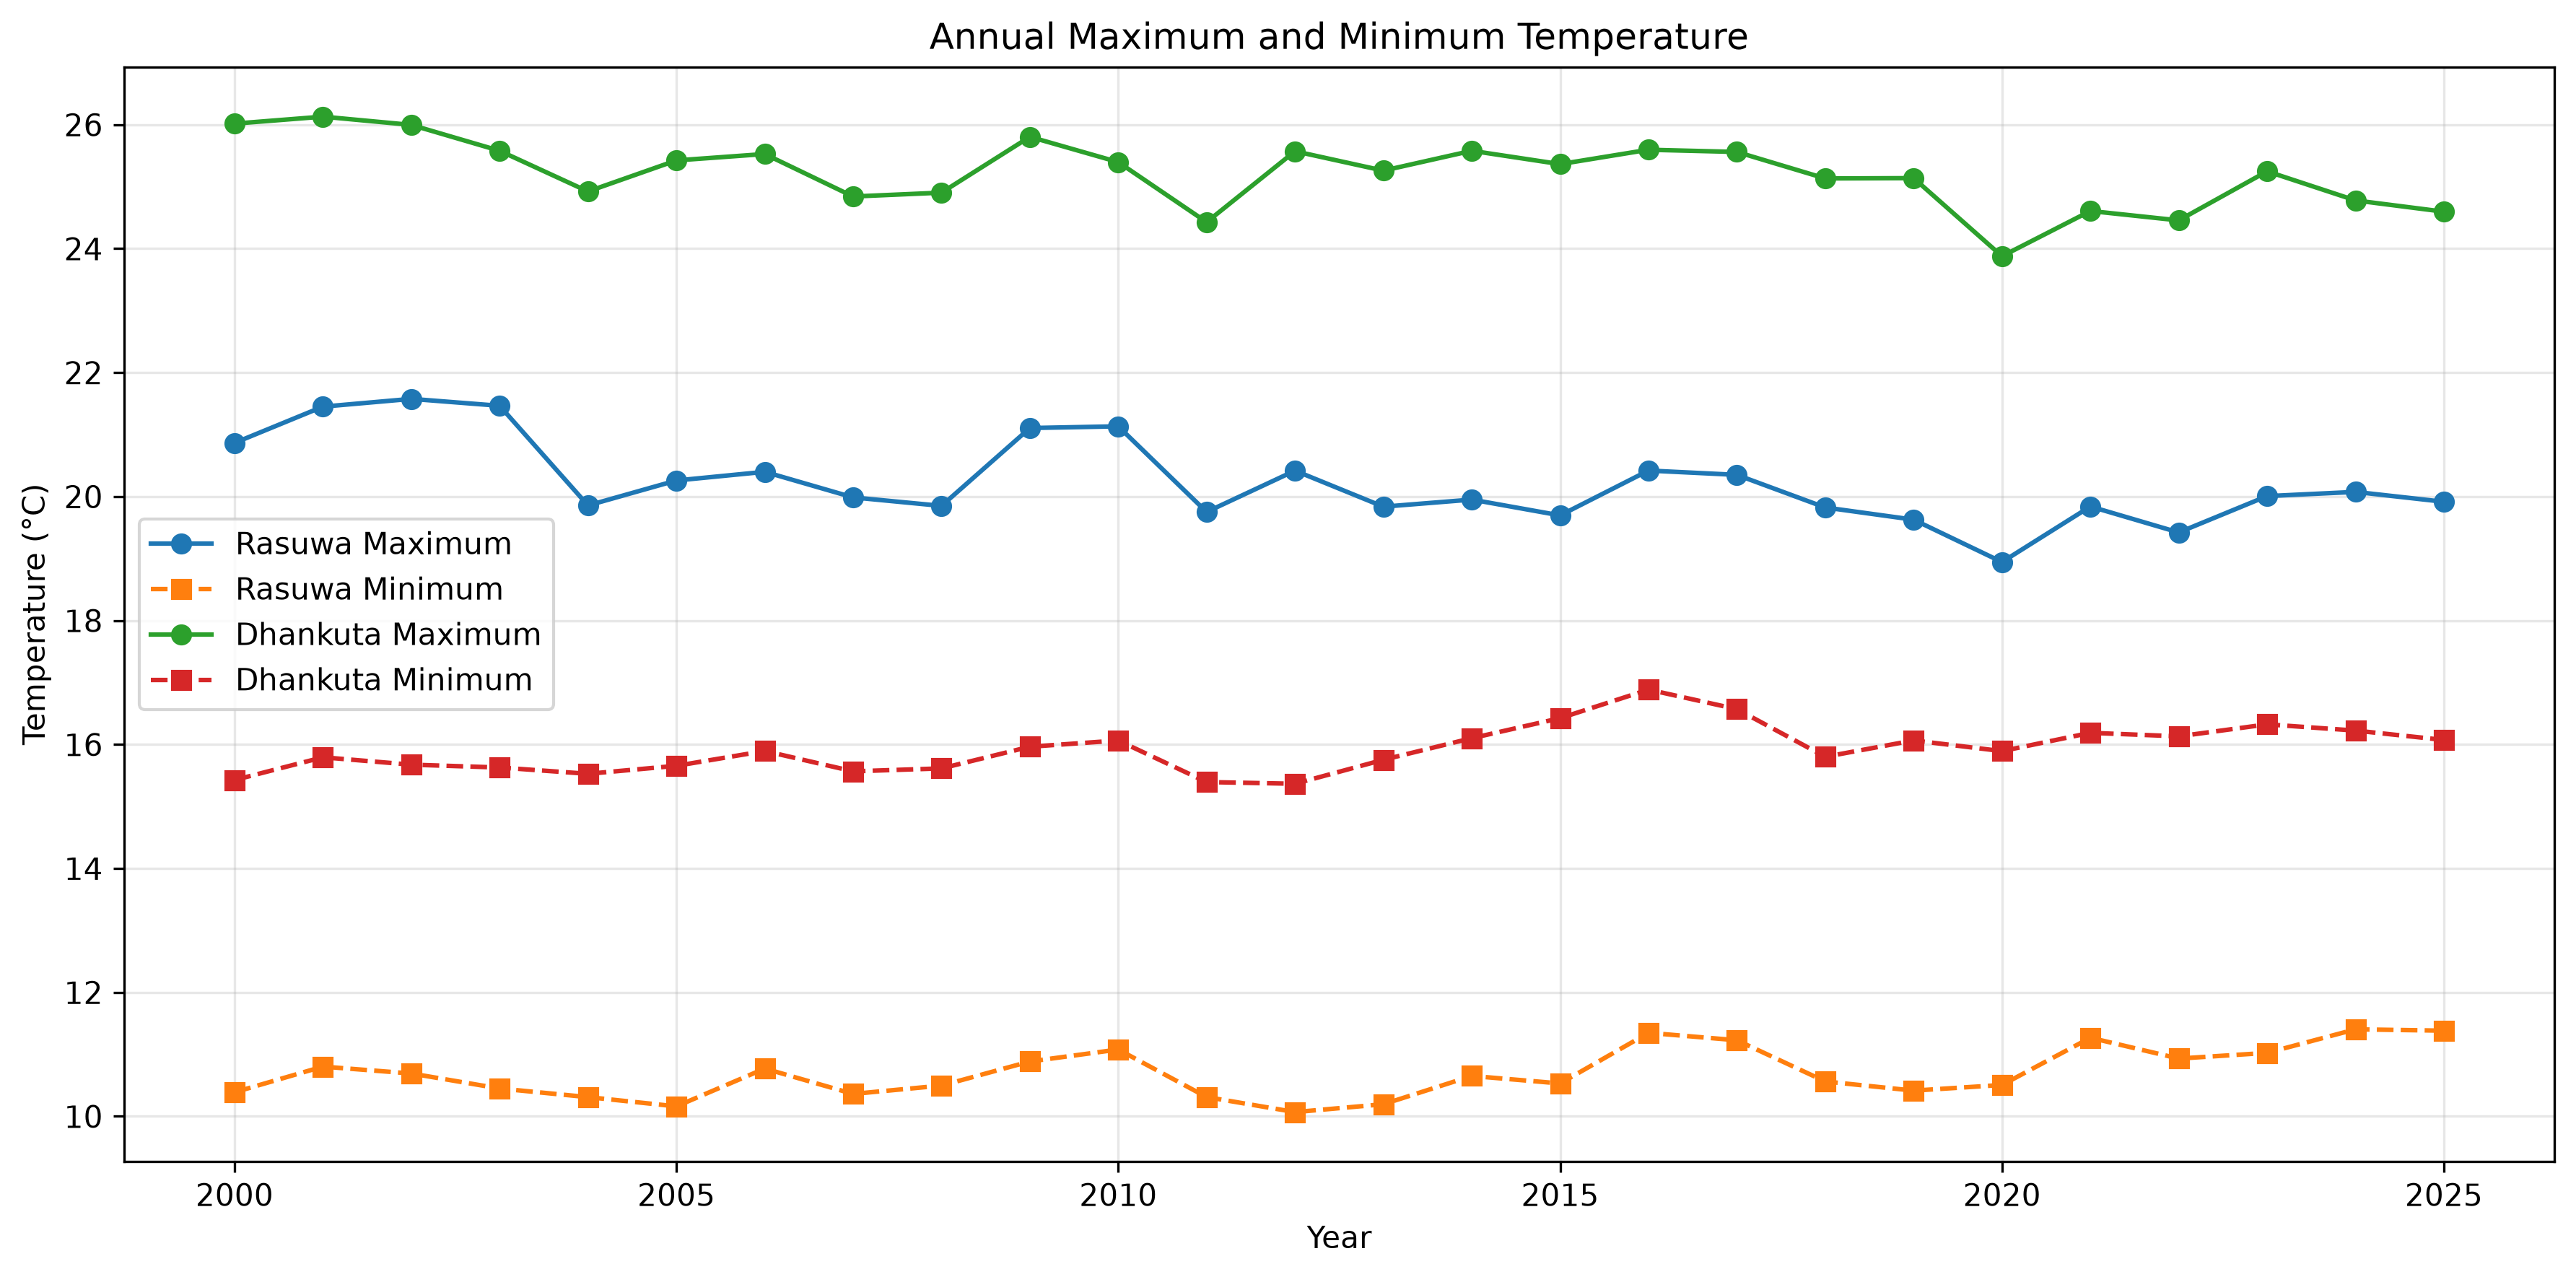 Annual Maximum and Minimum Temperature
Temperature (°C)
26
24
22
20
18
16
14
12
10
Rasuwa Maximum
Rasuwa Minimum
Dhankuta Maximum
Dhankuta Minimum
2000 2005 2010 2015 2020 2025
Year